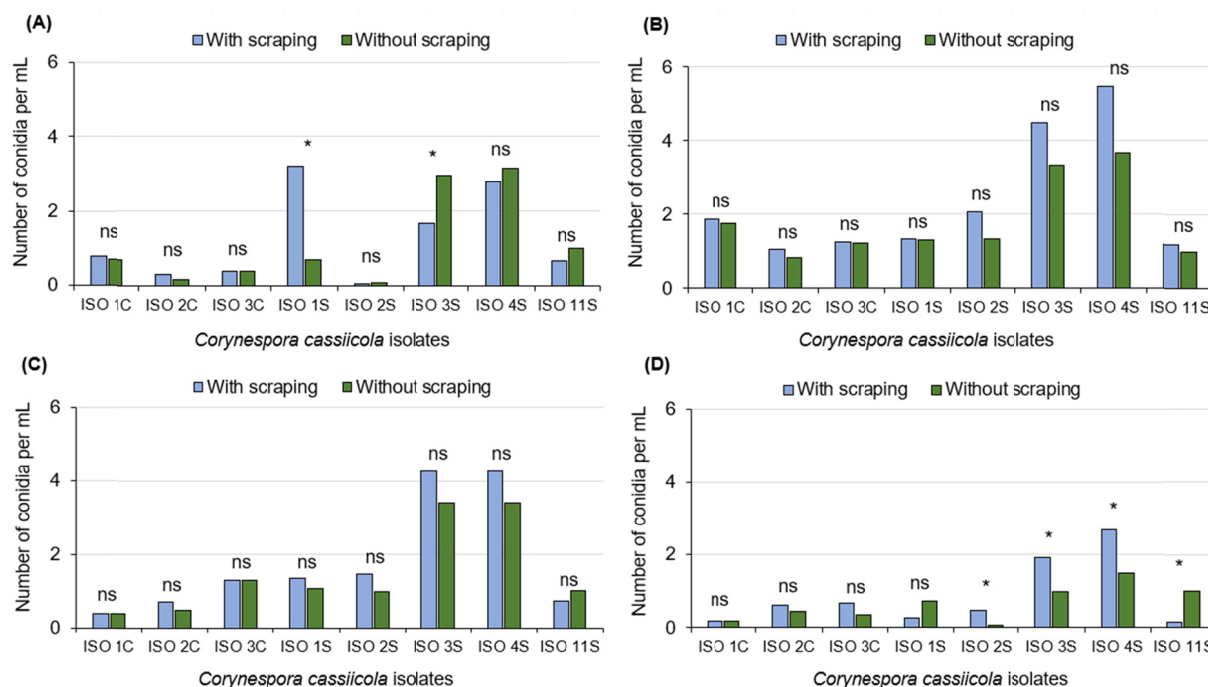 (A)
With scraping Without scraping
Number of conidia per mL
6
4
2
0
ns ns ns * ns * ns ns
ISO 1C ISO 2C ISO 3C ISO 1S ISO 2S ISO 3S ISO 4S ISO 11S
Corynespora cassiicola isolates
(B)
With scraping Without scraping
Number of conidia per mL
6
4
2
0
ns ns ns ns ns ns ns ns
ISO 1C ISO 2C ISO 3C ISO 1S ISO 2S ISO 3S ISO 4S ISO 11S
Corynespora cassiicola isolates
(C)
With scraping Without scraping
Number of conidia per mL
6
4
2
0
ns ns ns ns ns ns ns ns
ISO 1C ISO 2C ISO 3C ISO 1S ISO 2S ISO 3S ISO 4S ISO 11S
Corynespora cassiicola isolates
(D)
With scraping Without scraping
Number of conidia per mL
6
4
2
0
ns ns ns ns * * * *
ISO 1C ISO 2C ISO 3C ISO 1S ISO 2S ISO 3S ISO 4S ISO 11S
Corynespora cassiicola isolates